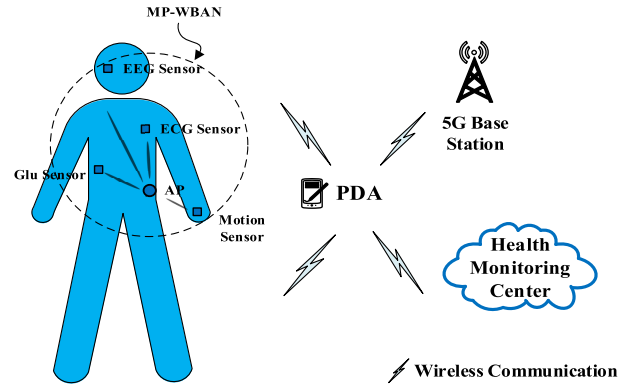 MP-WBAN
EEG Sensor
ECG Sensor
Glu Sensor
AP
Motion
Sensor
PDA
5G Base
Station
Health
Monitoring
Center
Wireless Communication